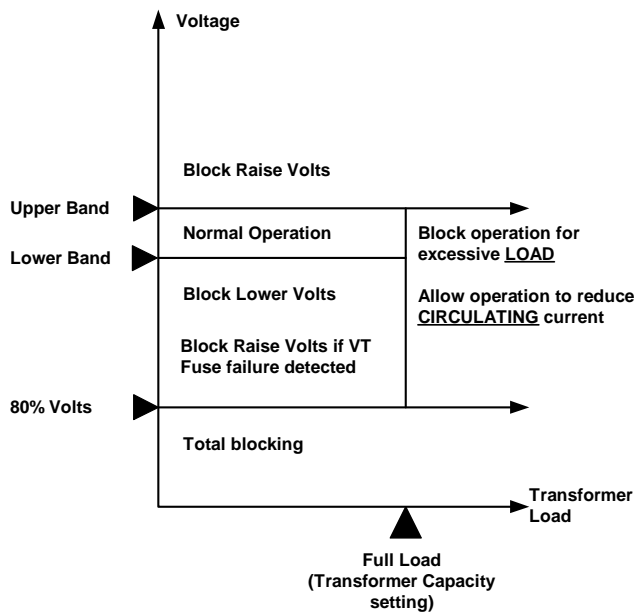 Voltage
Block Raise Volts
Upper Band
Normal Operation
Block operation for
excessive LOAD
Lower Band
Block Lower Volts
Allow operation to reduce
CIRCULATING current
Block Raise Volts if VT
Fuse failure detected
80% Volts
Total blocking
Transformer
Load
Full Load
(Transformer Capacity
setting)